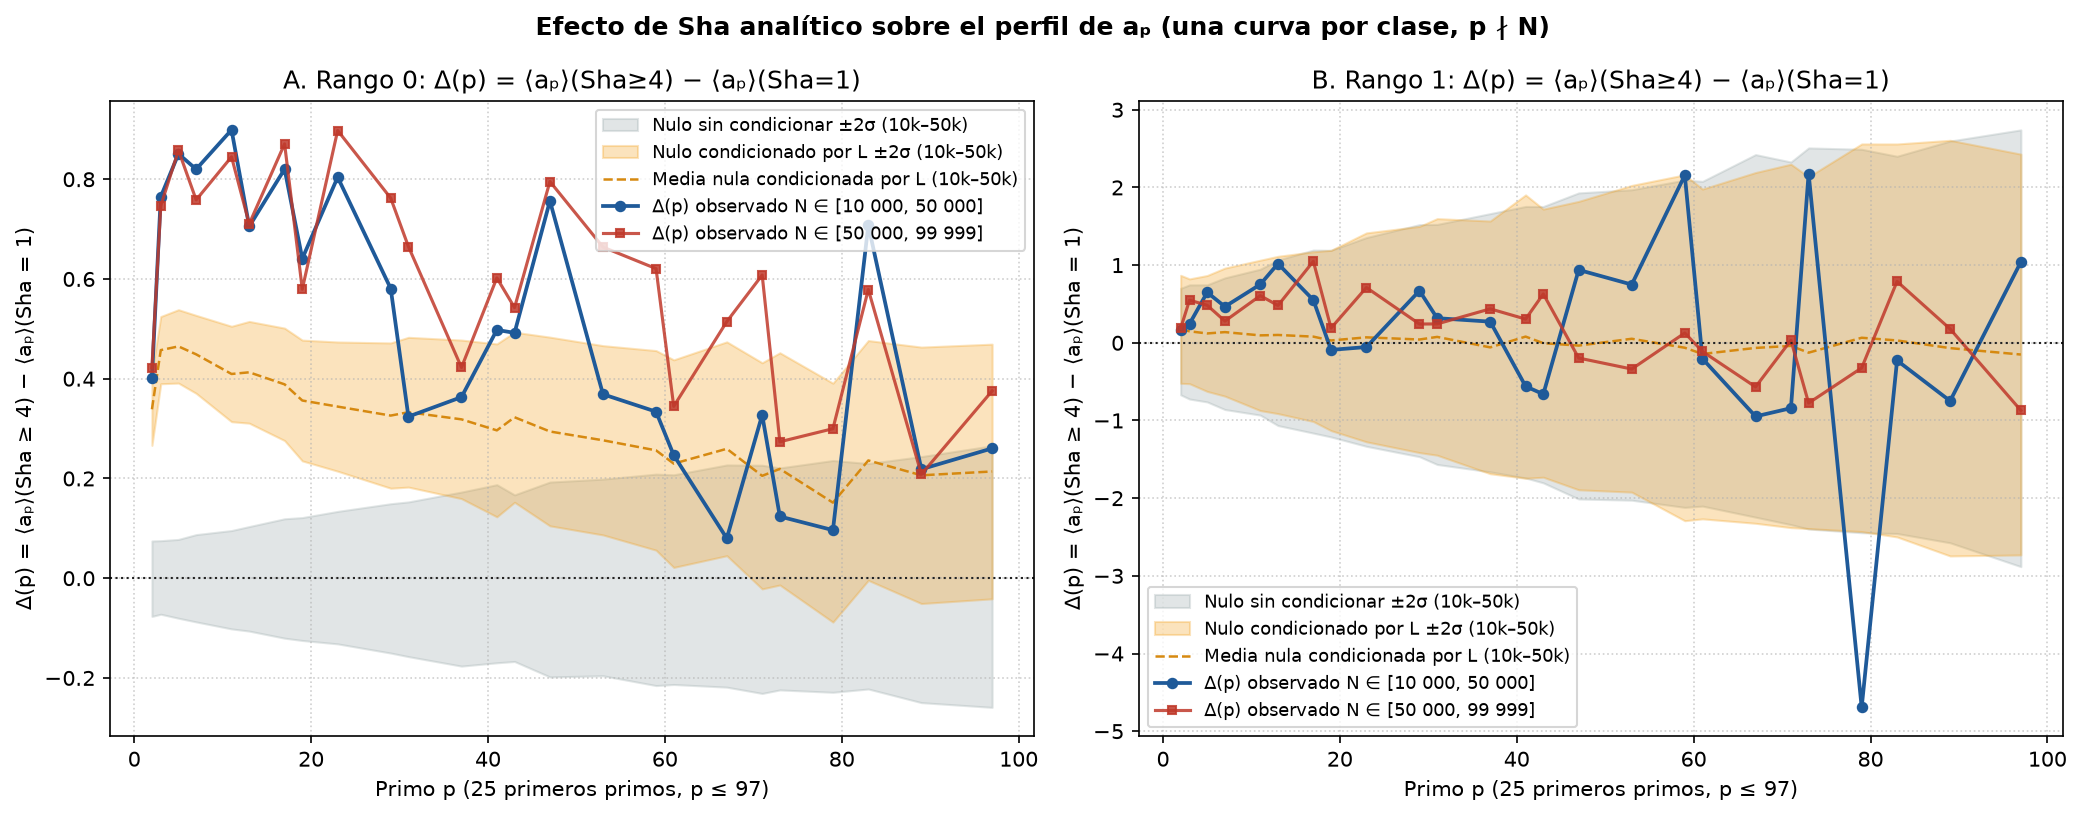 Efecto de Sha analítico sobre el perfil de aₚ (una curva por clase, p ∤ N)
A. Rango 0: Δ(p) = ⟨aₚ⟩(Sha≥4) − ⟨aₚ⟩(Sha=1)
Δ(p) = ⟨aₚ⟩(Sha ≥ 4) − ⟨aₚ⟩(Sha = 1)
0.8
0.6
0.4
0.2
0.0
−0.2
Nulo sin condicionar ±2σ (10k–50k)
Nulo condicionado por L ±2σ (10k–50k)
Media nula condicionada por L (10k–50k)
Δ(p) observado N ∈ [10 000, 50 000]
Δ(p) observado N ∈ [50 000, 99 999]
0 20 40 60 80 100
Primo p (25 primeros primos, p ≤ 97)
B. Rango 1: Δ(p) = ⟨aₚ⟩(Sha≥4) − ⟨aₚ⟩(Sha=1)
Δ(p) = ⟨aₚ⟩(Sha ≥ 4) − ⟨aₚ⟩(Sha = 1)
3
2
1
0
−1
−2
−3
−4
−5
Nulo sin condicionar ±2σ (10k–50k)
Nulo condicionado por L ±2σ (10k–50k)
Media nula condicionada por L (10k–50k)
Δ(p) observado N ∈ [10 000, 50 000]
Δ(p) observado N ∈ [50 000, 99 999]
0 20 40 60 80 100
Primo p (25 primeros primos, p ≤ 97)